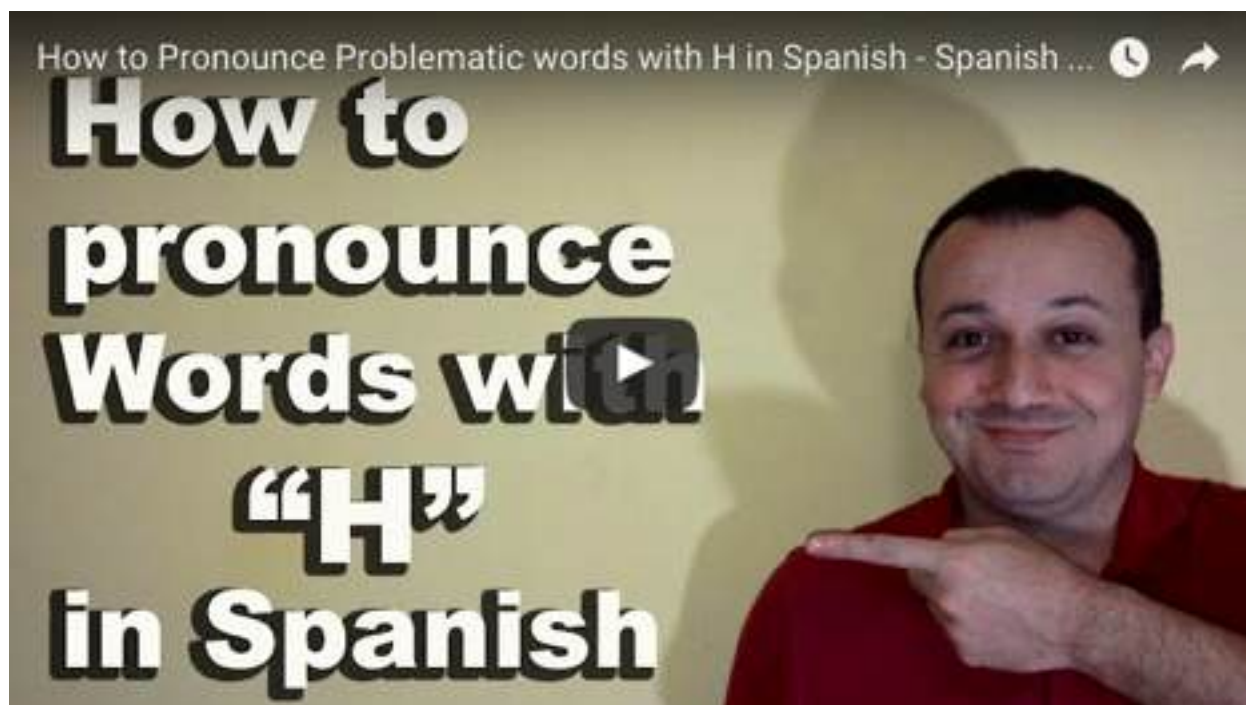 How to Pronounce Problematic words with H in Spanish - Spanish ...
How to
pronounce
Words with
“H”
in Spanish